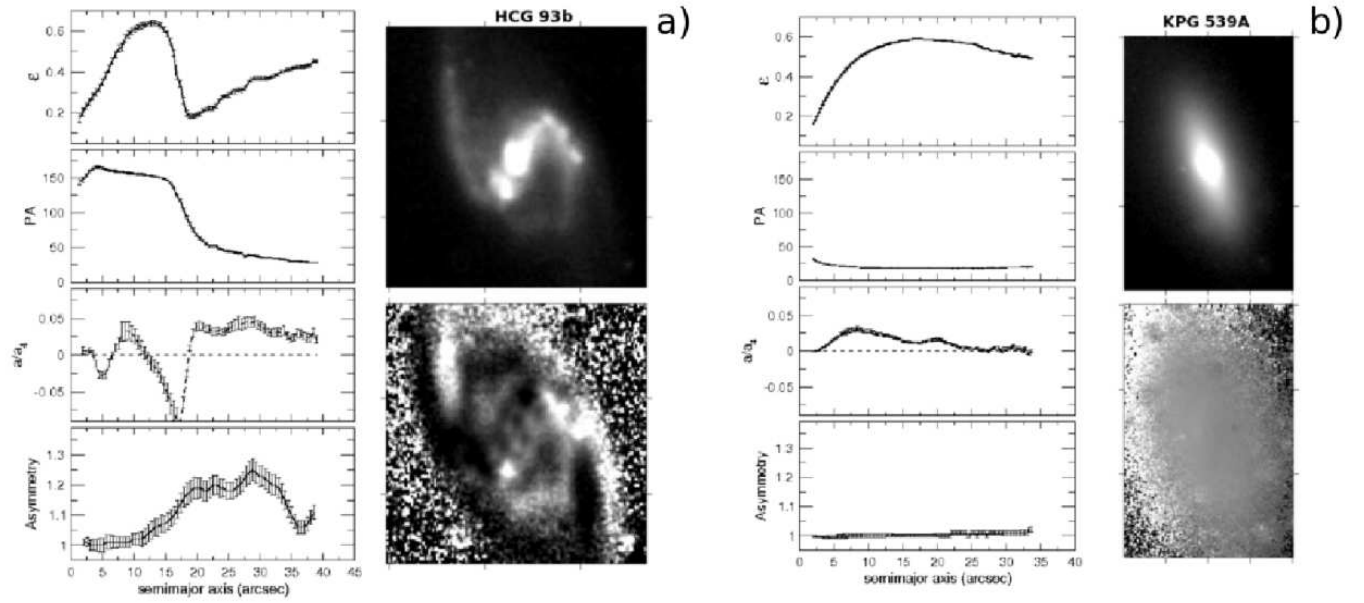 HCG 93b
a)
0.6
0.4
0.2
ε
150
100
50
0
PA
0.05
0
-0.05
a/a4
1.3
1.2
1.1
1
Asymmetry
0 5 10 15 20 25 30 35 40 45
semimajor axis (arcsec)
KPG 539A
b)
0.6
0.4
0.2
ε
150
100
50
0
PA
0.05
0
-0.05
a/a4
1.3
1.2
1.1
1
Asymmetry
0 5 10 15 20 25 30 35 40
semimajor axis (arcsec)